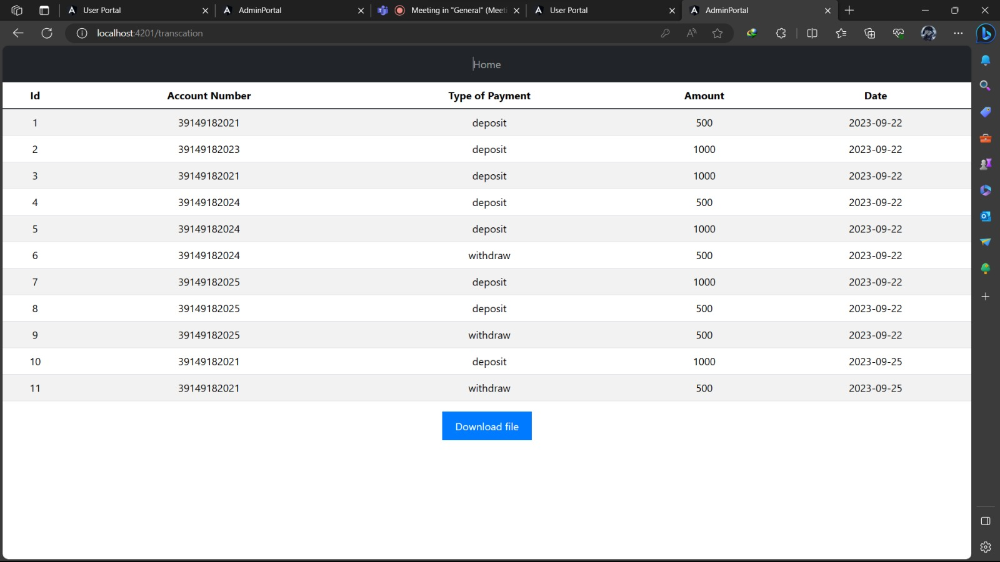 User Portal AdminPortal Meeting in "General" (Meeti User Portal AdminPortal
localhost:4201/transcation
Home
Id Account Number Type of Payment Amount Date
1 39149182021 deposit 500 2023-09-22
2 39149182023 deposit 1000 2023-09-22
3 39149182021 deposit 1000 2023-09-22
4 39149182024 deposit 500 2023-09-22
5 39149182024 deposit 1000 2023-09-22
6 39149182024 withdraw 500 2023-09-22
7 39149182025 deposit 1000 2023-09-22
8 39149182025 deposit 500 2023-09-22
9 39149182025 withdraw 500 2023-09-22
10 39149182021 deposit 1000 2023-09-25
11 39149182021 withdraw 500 2023-09-25
Download file